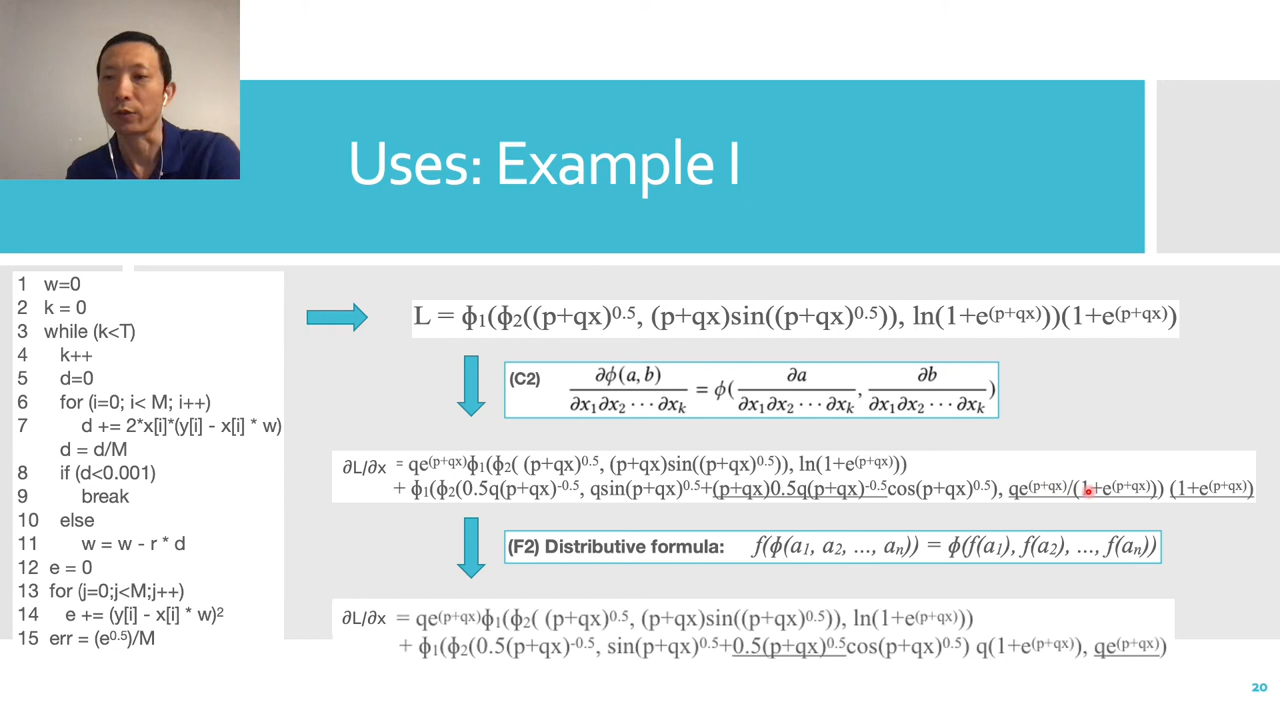 Uses: Example I
1 w=0
2 k = 0
3 while (k<T)
4 k++
5 d=0
6 for (i=0; i< M; i++)
7 d += 2*x[i]*(y[i] - x[i] * w)
d = d/M
8 if (d<0.001)
9 break
10 else
11 w = w - r * d
12 e = 0
13 for (j=0;j<M;j++)
14 e += (y[i] - x[i] * w)²
15 err = (e⁰·⁵)/M
L = ϕ₁(ϕ₂((p+qx)⁰·⁵, (p+qx)sin((p+qx)⁰·⁵)), ln(1+e⁽ᵖ⁺qˣ⁾))(1+e⁽ᵖ⁺qˣ⁾)
(C2) ∂ϕ(a, b)/∂x₁∂x₂ ··· ∂xₖ = ϕ(∂a/∂x₁∂x₂ ··· ∂xₖ, ∂b/∂x₁∂x₂ ··· ∂xₖ)
∂L/∂x = qe⁽ᵖ⁺qˣ⁾ϕ₁(ϕ₂( (p+qx)⁰·⁵, (p+qx)sin((p+qx)⁰·⁵)), ln(1+e⁽ᵖ⁺qˣ⁾))
+ ϕ₁(ϕ₂(0.5q(p+qx)⁻⁰·⁵, qsin(p+qx)⁰·⁵+(p+qx)0.5q(p+qx)⁻⁰·⁵cos(p+qx)⁰·⁵), qe⁽ᵖ⁺qˣ⁾/(1+e⁽ᵖ⁺qˣ⁾)) (1+e⁽ᵖ⁺qˣ⁾)
(F2) Distributive formula: f(ϕ(a₁, a₂, ..., aₙ)) = ϕ(f(a₁), f(a₂), ..., f(aₙ))
∂L/∂x = qe⁽ᵖ⁺qˣ⁾ϕ₁(ϕ₂( (p+qx)⁰·⁵, (p+qx)sin((p+qx)⁰·⁵)), ln(1+e⁽ᵖ⁺qˣ⁾))
+ ϕ₁(ϕ₂(0.5(p+qx)⁻⁰·⁵, sin(p+qx)⁰·⁵+0.5(p+qx)⁰·⁵cos(p+qx)⁰·⁵) q(1+e⁽ᵖ⁺qˣ⁾), qe⁽ᵖ⁺qˣ⁾)
20